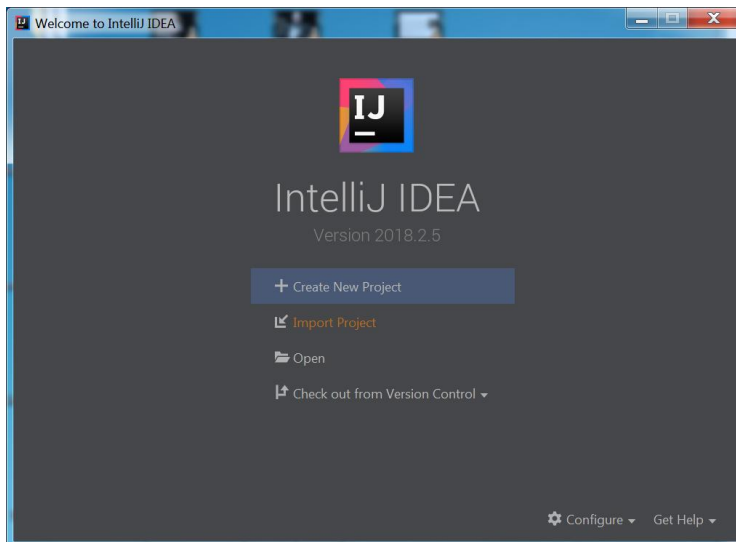 Welcome to IntelliJ IDEA
IJ
IntelliJ IDEA
Version 2018.2.5
Create New Project
Import Project
Open
Check out from Version Control
Configure Get Help